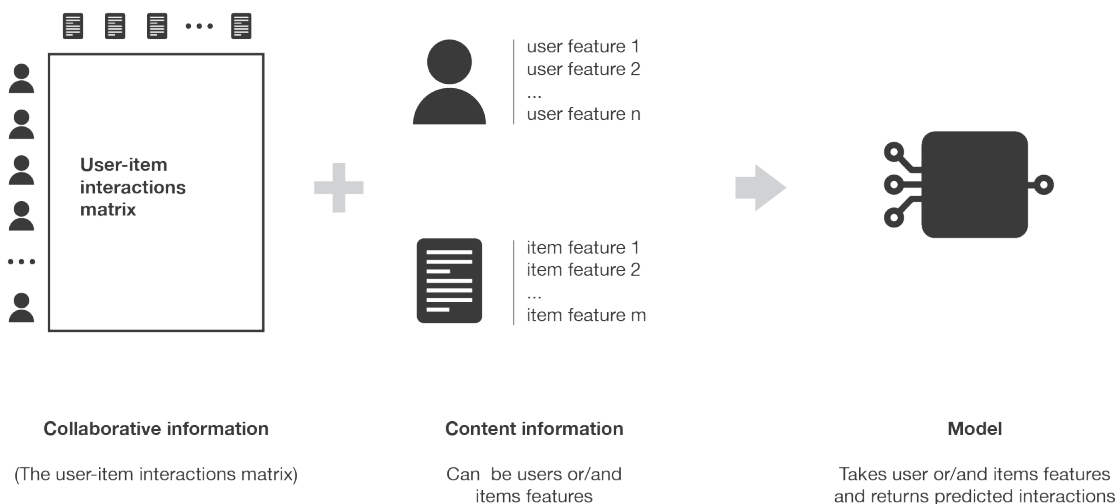 User-item
interactions
matrix
user feature 1
user feature 2
...
user feature n
item feature 1
item feature 2
...
item feature m
Collaborative information
(The user-item interactions matrix)
Content information
Can be users or/and
items features
Model
Takes user or/and items features
and returns predicted interactions